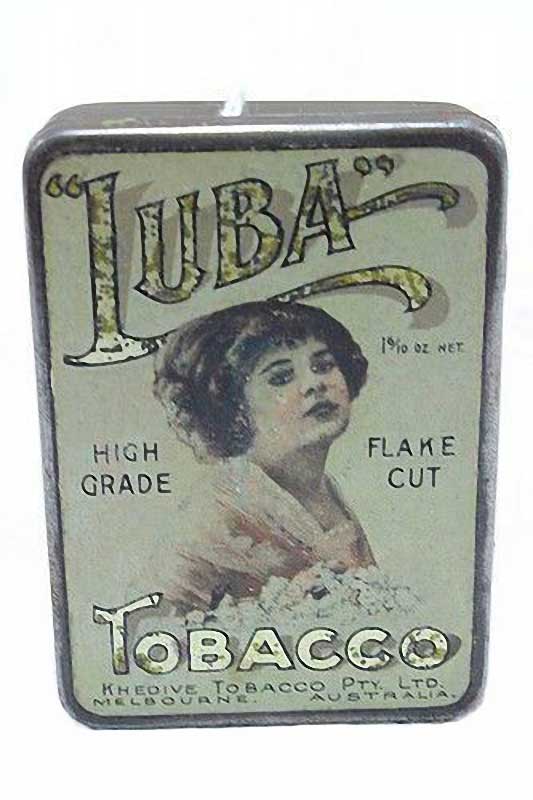 “LUBA”
1 9/10 OZ NET.
HIGH GRADE
FLAKE CUT
TOBACCO
KHEDIVE TOBACCO PTY. LTD.
MELBOURNE. AUSTRALIA.